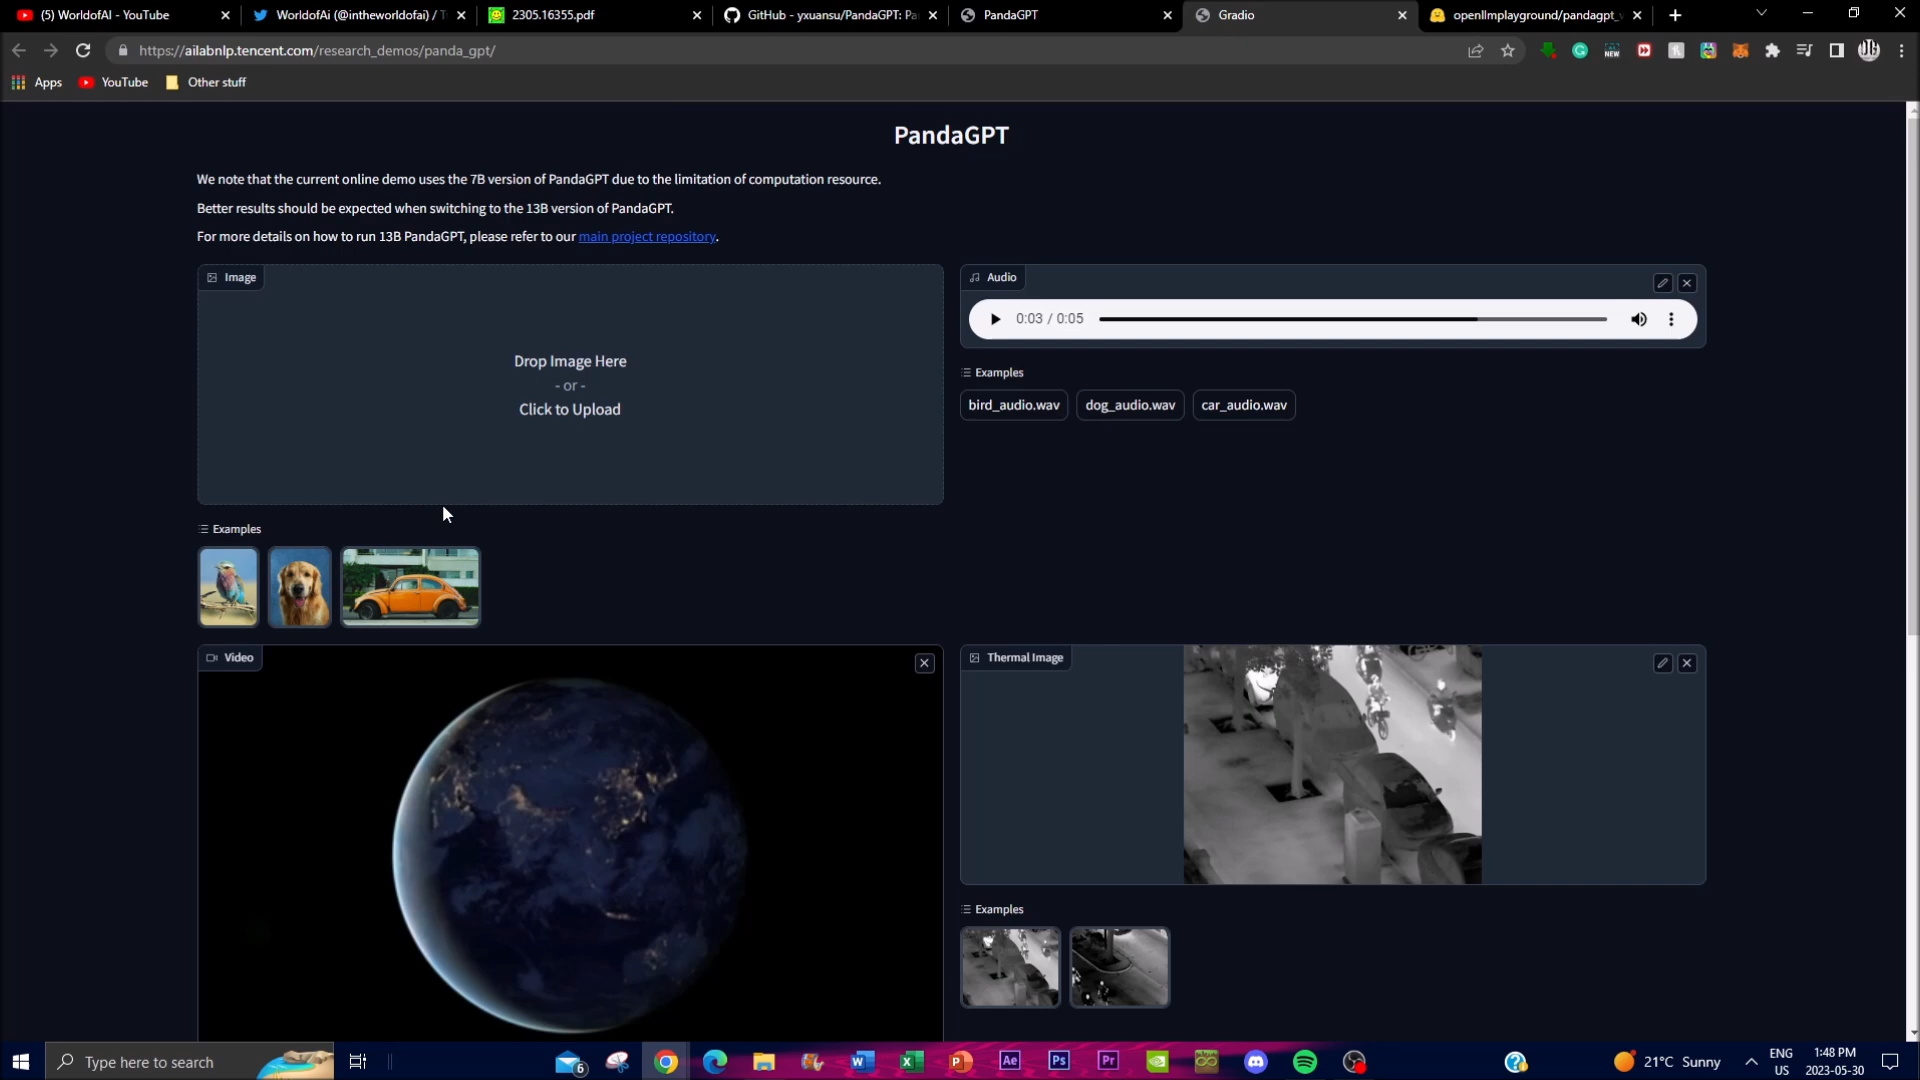 (5) WorldofAI - YouTube
WorldofAi (@intheworldofai) / T
2305.16355.pdf
GitHub - yxuansu/PandaGPT: Pa
PandaGPT
Gradio
openllmplayground/pandagpt_
https://ailabnlp.tencent.com/research_demos/panda_gpt/
NEW
Apps
YouTube
Other stuff
PandaGPT
We note that the current online demo uses the 7B version of PandaGPT due to the limitation of computation resource.
Better results should be expected when switching to the 13B version of PandaGPT.
For more details on how to run 13B PandaGPT, please refer to our main project repository.
Image
Drop Image Here
- or -
Click to Upload
Audio
0:03 / 0:05
Examples
bird_audio.wav
dog_audio.wav
car_audio.wav
Examples
Video
Thermal Image
Examples
Type here to search
6
Ae
Ps
Pr
21°C Sunny
ENG
US
1:48 PM
2023-05-30